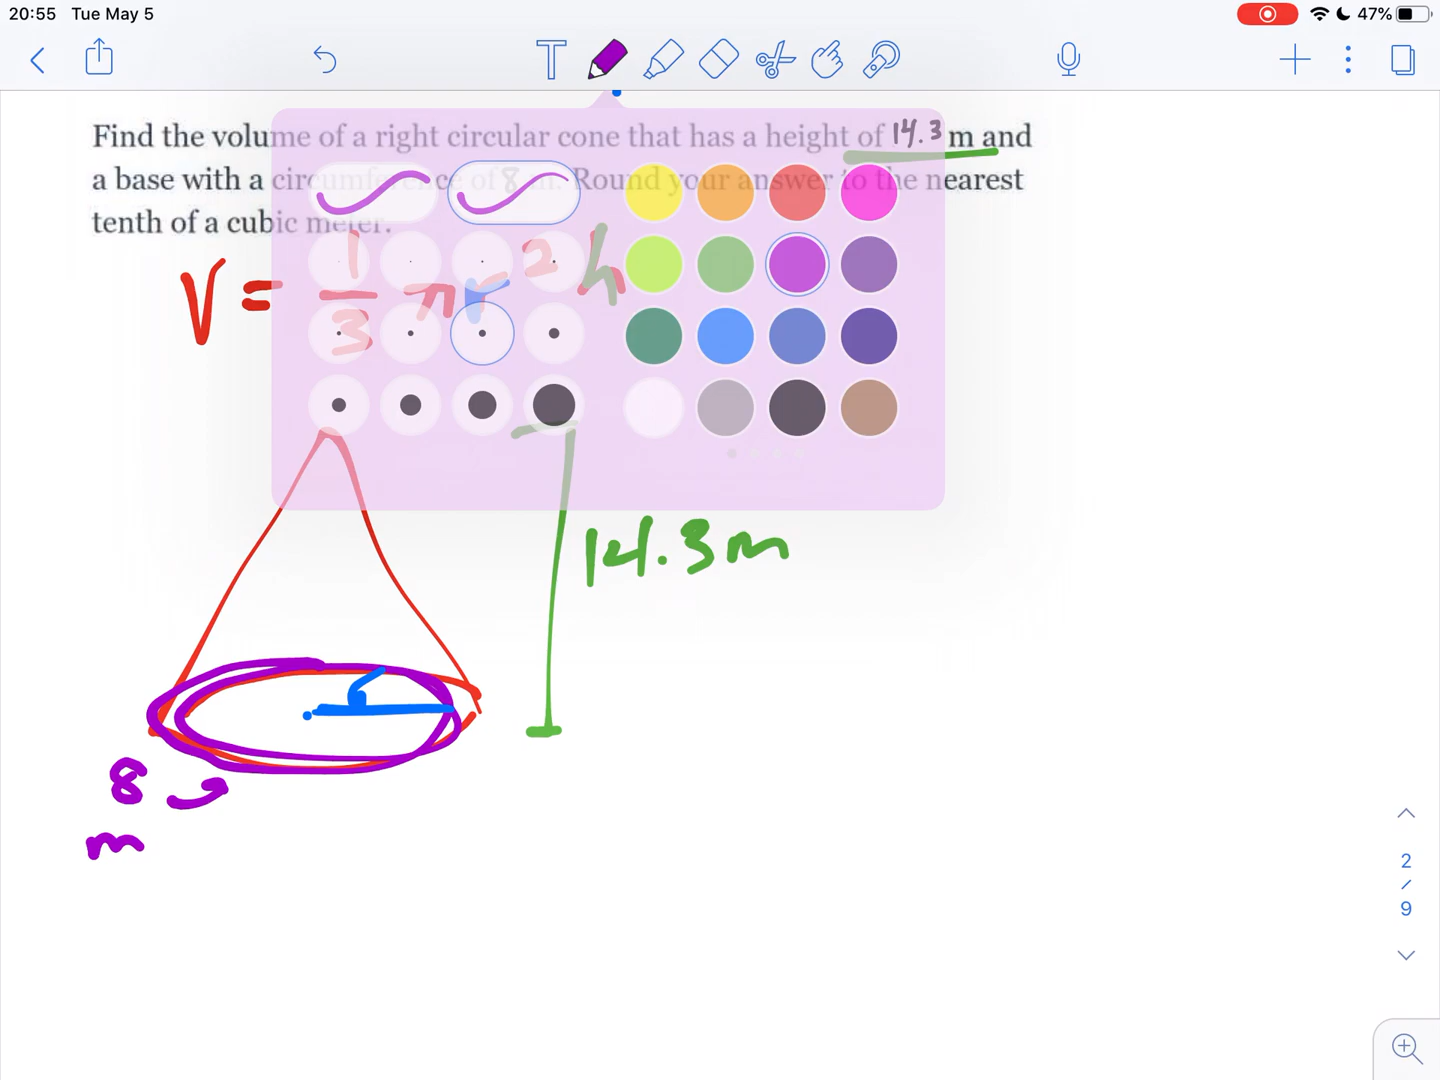 20:55 Tue May 5 47%
T
Find the volume of a right circular cone that has a height of 14.3 m and
a base with a circumference of 8 m. Round your answer to the nearest
tenth of a cubic meter.
V = 1/3 πr2 h
14.3m
8
m
2
/
9